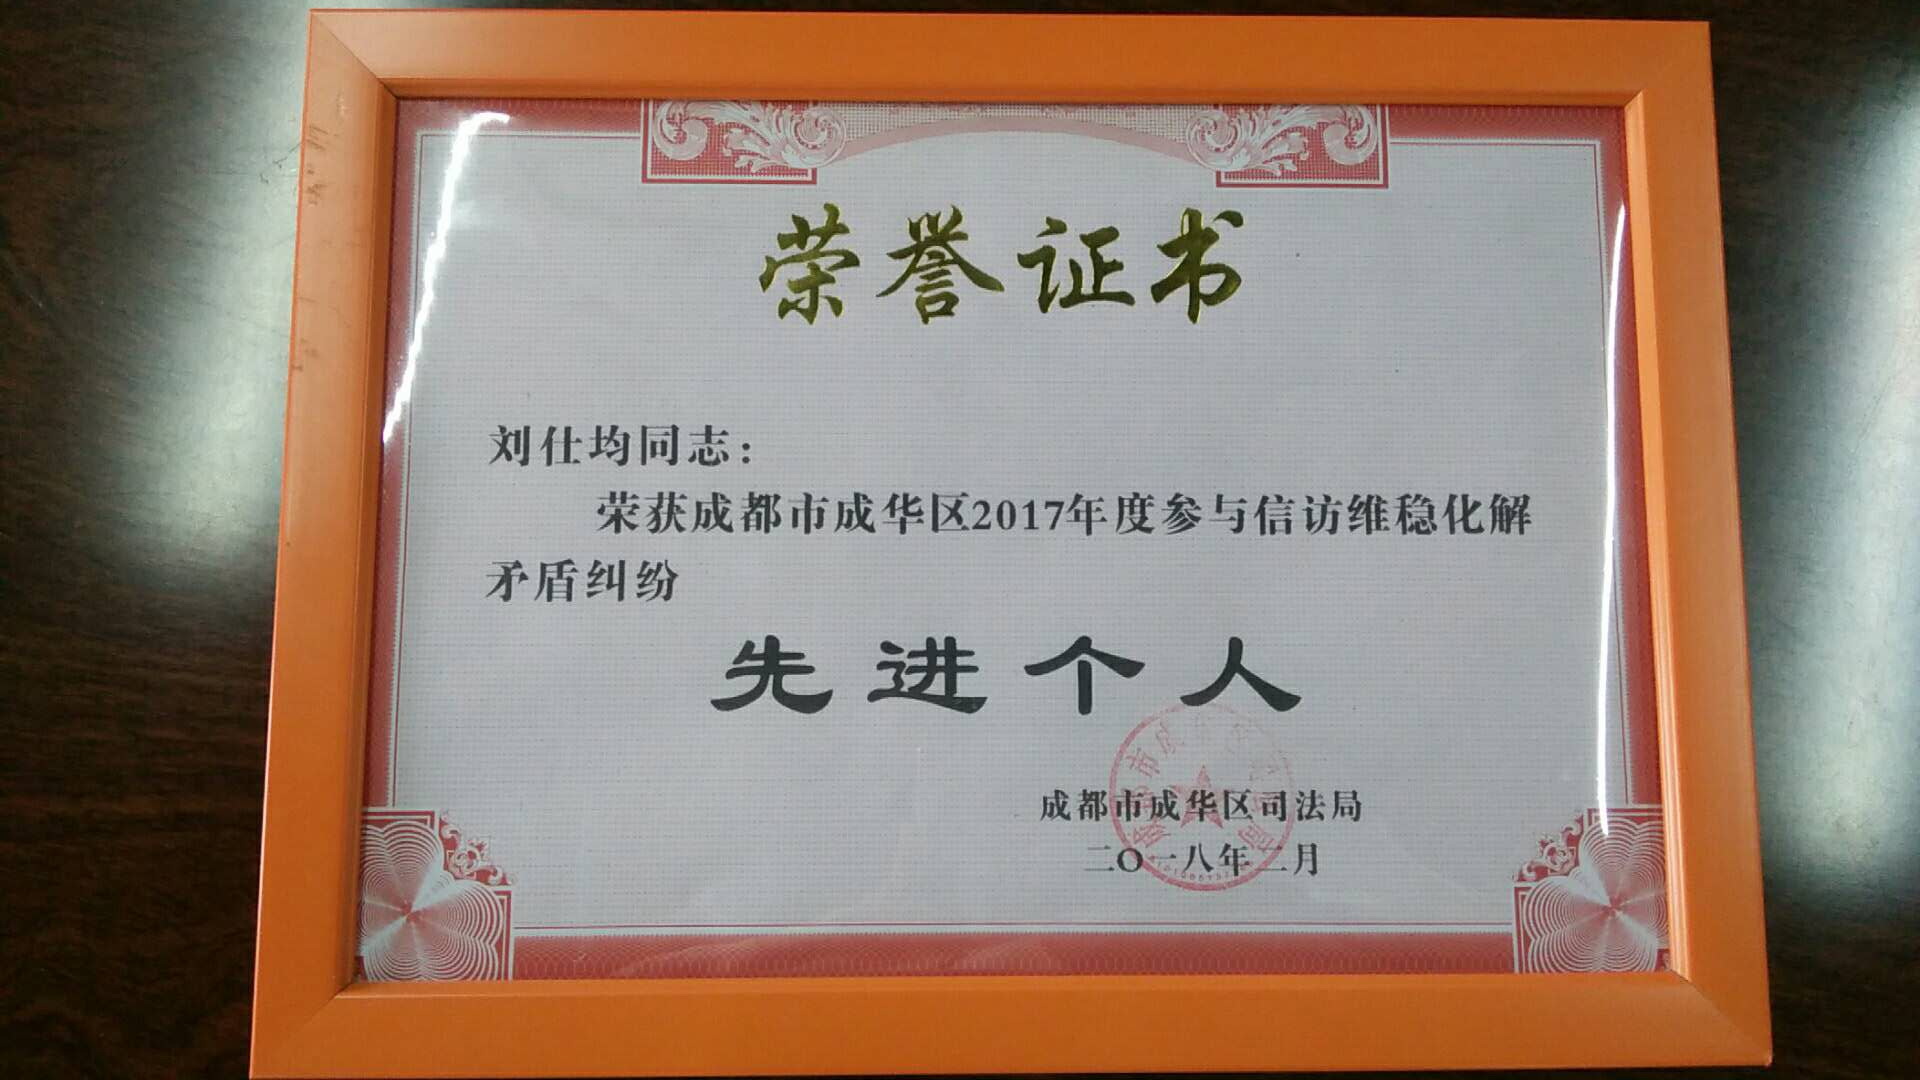 荣誉证书
刘仕均同志：
荣获成都市成华区2017年度参与信访维稳化解
矛盾纠纷
先进个人
成都市成华区司法局
二〇一八年二月